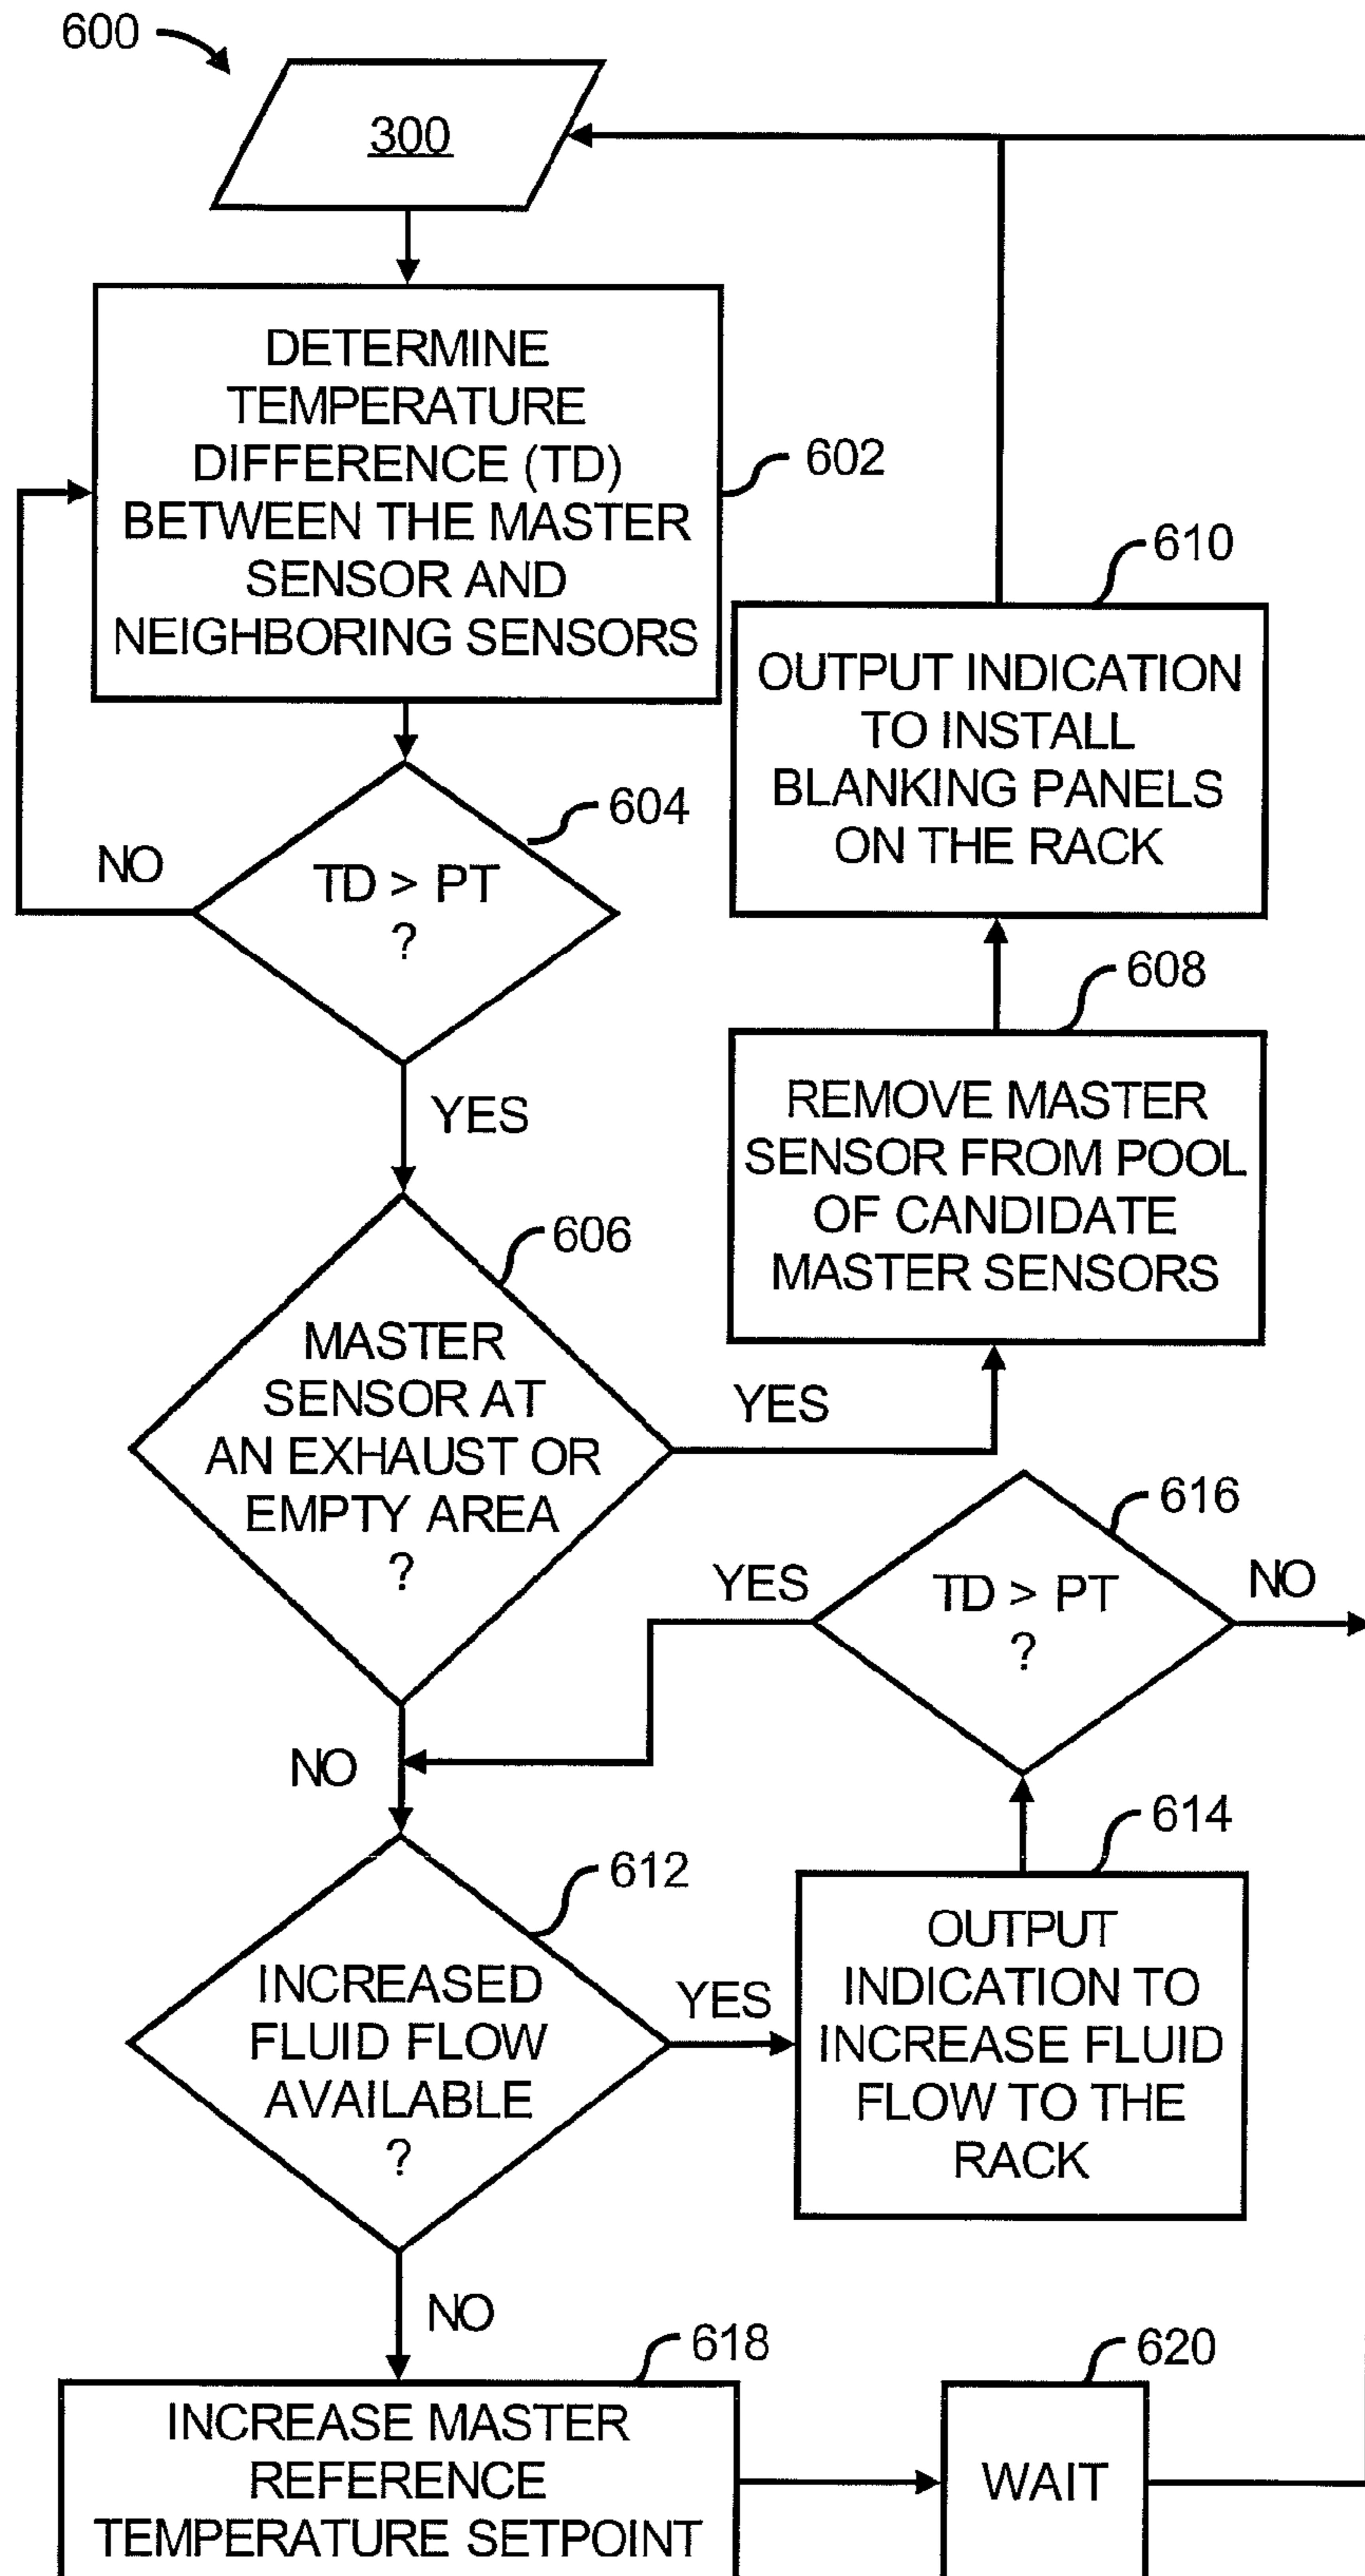 600
300
DETERMINE
TEMPERATURE
DIFFERENCE (TD)
BETWEEN THE MASTER
SENSOR AND
NEIGHBORING SENSORS
602
TD > PT
?
604
NO
YES
MASTER
SENSOR AT
AN EXHAUST OR
EMPTY AREA
?
606
YES
NO
REMOVE MASTER
SENSOR FROM POOL
OF CANDIDATE
MASTER SENSORS
608
OUTPUT INDICATION
TO INSTALL
BLANKING PANELS
ON THE RACK
610
INCREASED
FLUID FLOW
AVAILABLE
?
612
YES
NO
OUTPUT
INDICATION TO
INCREASE FLUID
FLOW TO THE
RACK
614
TD > PT
?
616
YES
NO
INCREASE MASTER
REFERENCE
TEMPERATURE SETPOINT
618
WAIT
620